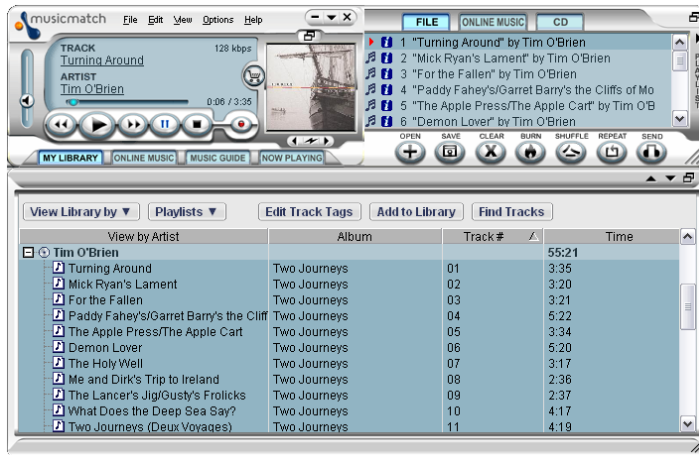 musicmatch File Edit View Options Help
TRACK 128 kbps
Turning Around
ARTIST
Tim O'Brien
0:06 / 3:35
MY LIBRARY ONLINE MUSIC MUSIC GUIDE NOW PLAYING
FILE ONLINE MUSIC CD
1 "Turning Around" by Tim O'Brien
2 "Mick Ryan's Lament" by Tim O'Brien
3 "For the Fallen" by Tim O'Brien
4 "Paddy Fahey's/Garret Barry's the Cliffs of Mo
5 "The Apple Press/The Apple Cart" by Tim O'B
6 "Demon Lover" by Tim O'Brien
OPEN SAVE CLEAR BURN SHUFFLE REPEAT SEND
PLAYLIST
View Library by Playlists Edit Track Tags Add to Library Find Tracks
View by Artist Album Track # Time
Tim O'Brien 55:21
Turning Around Two Journeys 01 3:35
Mick Ryan's Lament Two Journeys 02 3:20
For the Fallen Two Journeys 03 3:21
Paddy Fahey's/Garret Barry's the Cliff Two Journeys 04 5:22
The Apple Press/The Apple Cart Two Journeys 05 3:34
Demon Lover Two Journeys 06 5:20
The Holy Well Two Journeys 07 3:17
Me and Dirk's Trip to Ireland Two Journeys 08 2:36
The Lancer's Jig/Gusty's Frolicks Two Journeys 09 2:37
What Does the Deep Sea Say? Two Journeys 10 4:17
Two Journeys (Deux Voyages) Two Journeys 11 4:19